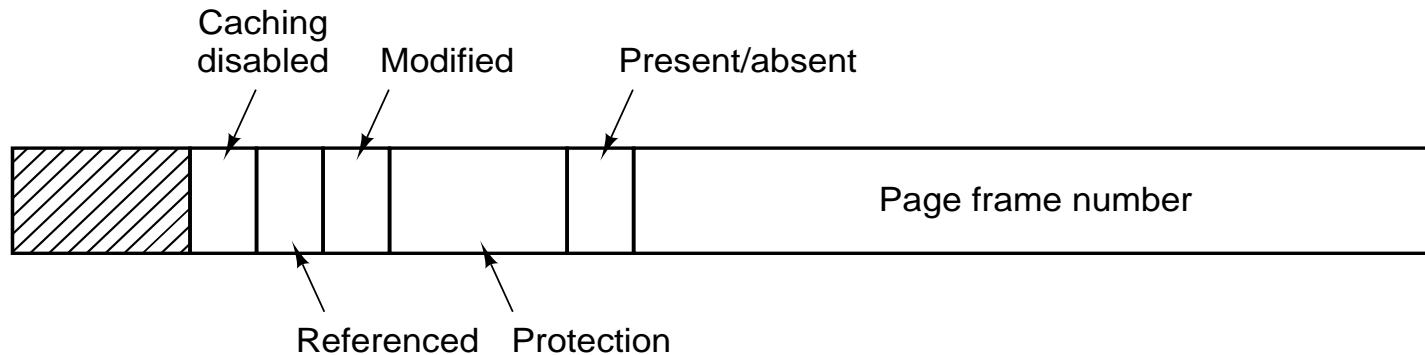 Caching
disabled
Modified
Present/absent
Page frame number
Referenced
Protection